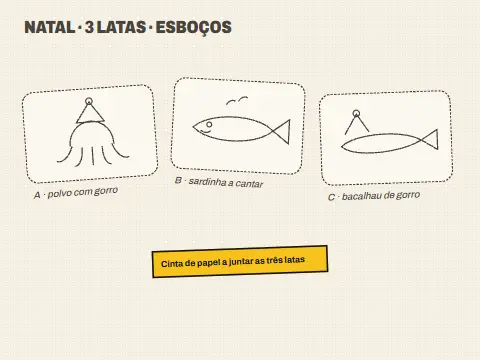 NATAL · 3 LATAS · ESBOÇOS
A · polvo com gorro
B · sardinha a cantar
C · bacalhau de gorro
Cinta de papel a juntar as três latas